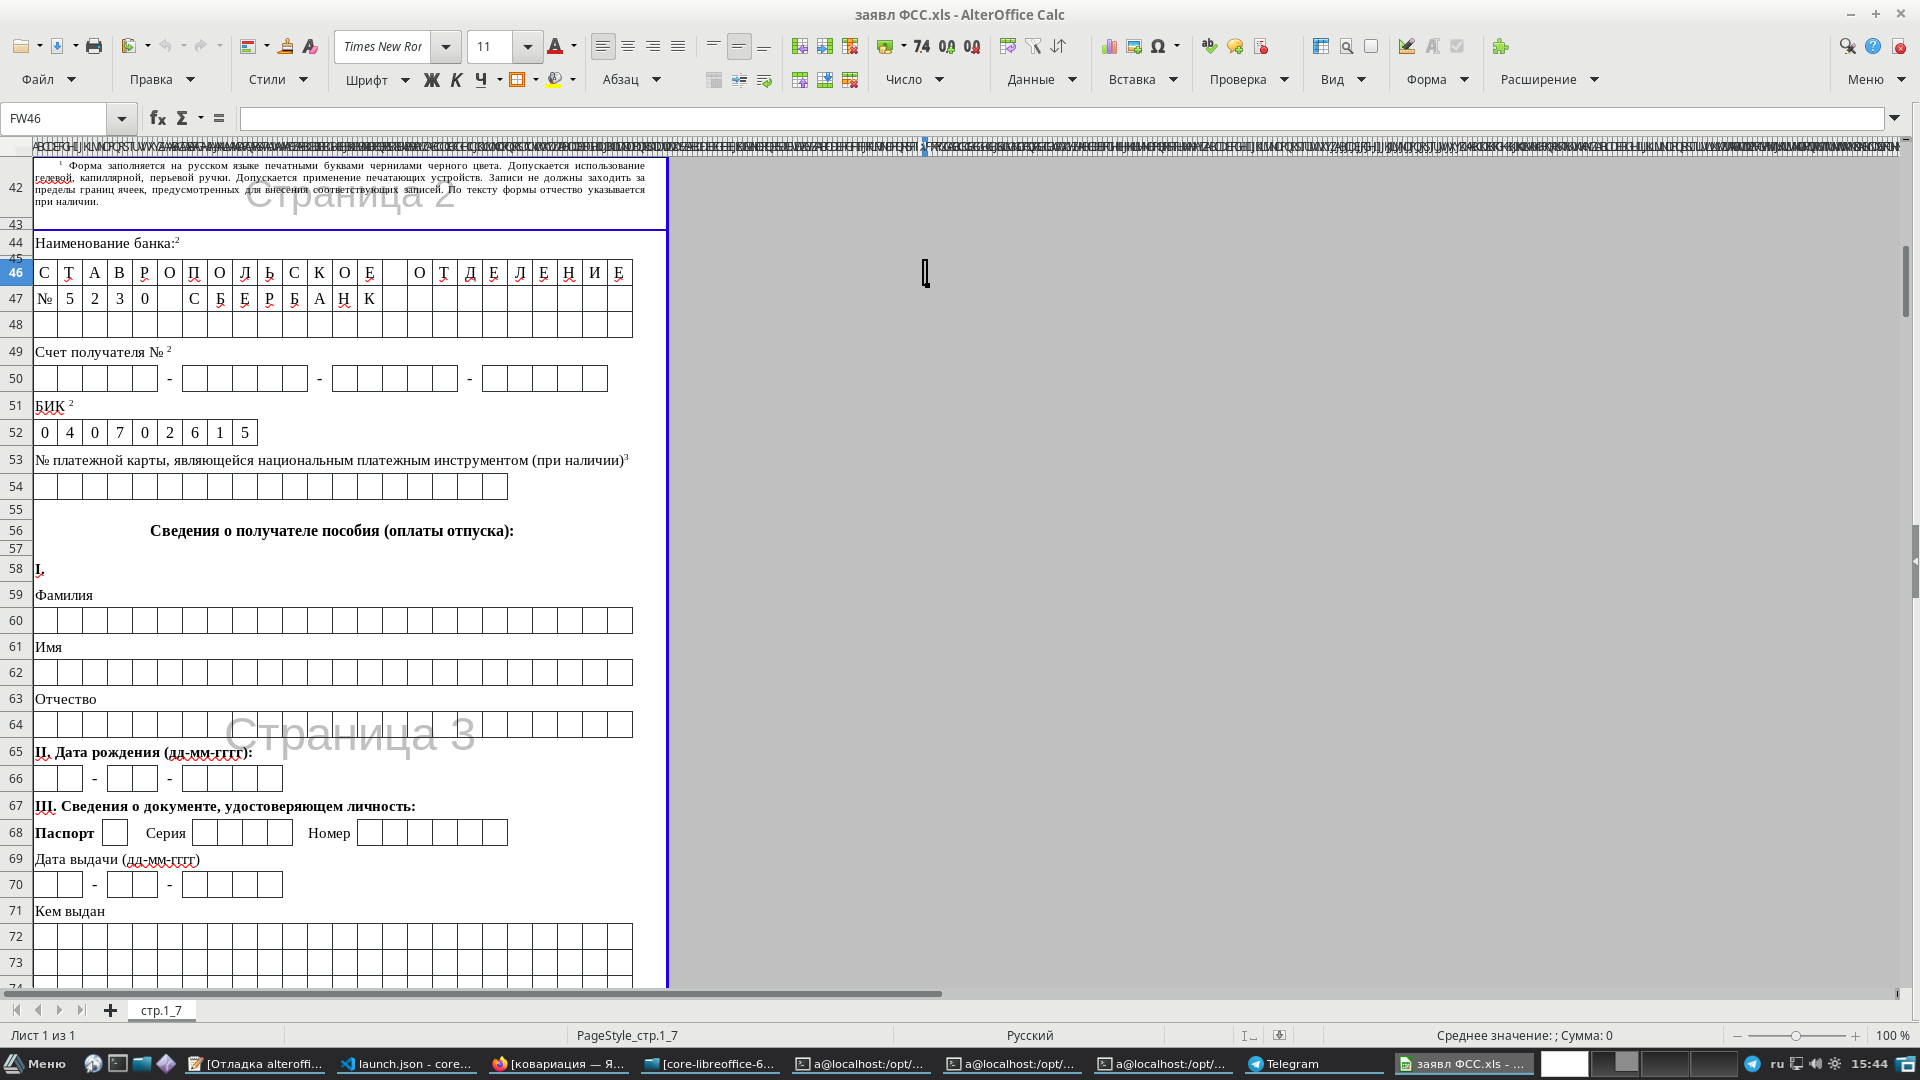 заявл ФСС.xls - AlterOffice Calc
Times New Ror 11
Файл Правка Стили Шрифт Ж К Ч Абзац Число Данные Вставка Проверка Вид Форма Расширение Меню
FW46
42 ¹ Форма заполняется на русском языке печатными буквами чернилами черного цвета. Допускается использование
гелевой, капиллярной, перьевой ручки. Допускается применение печатающих устройств. Записи не должны заходить за
пределы границ ячеек, предусмотренных для внесения соответствующих записей. По тексту формы отчество указывается
при наличии.
Страница 2
43
44 Наименование банка:²
45
46 С Т А В Р О П О Л Ь С К О Е О Т Д Е Л Е Н И Е
47 № 5 2 3 0 С Б Е Р Б А Н К
48
49 Счет получателя № ²
50 - - -
51 БИК ²
52 0 4 0 7 0 2 6 1 5
53 № платежной карты, являющейся национальным платежным инструментом (при наличии)³
54
55
56 Сведения о получателе пособия (оплаты отпуска):
57
58 I.
59 Фамилия
60
61 Имя
62
63 Отчество
64
Страница 3
65 II. Дата рождения (дд-мм-гггг):
66 - -
67 III. Сведения о документе, удостоверяющем личность:
68 Паспорт Серия Номер
69 Дата выдачи (дд-мм-гггг)
70 - -
71 Кем выдан
72
73
74
стр.1_7
Лист 1 из 1 PageStyle_стр.1_7 Русский Среднее значение: ; Сумма: 0 100 %
Меню [Отладка alteroffi... launch.json - core... [ковариация — Я... [core-libreoffice-6... a@localhost:/opt/... a@localhost:/opt/... a@localhost:/opt/... Telegram заявл ФСС.xls - ... ru 15:44